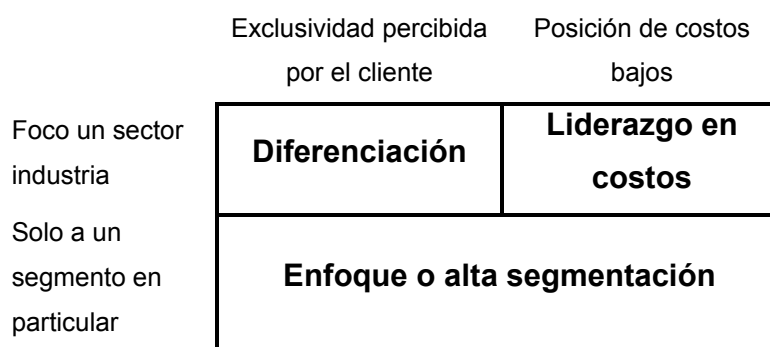 Exclusividad percibida
por el cliente
Posición de costos
bajos
Foco un sector
industria
Diferenciación
Liderazgo en
costos
Solo a un
segmento en
particular
Enfoque o alta segmentación